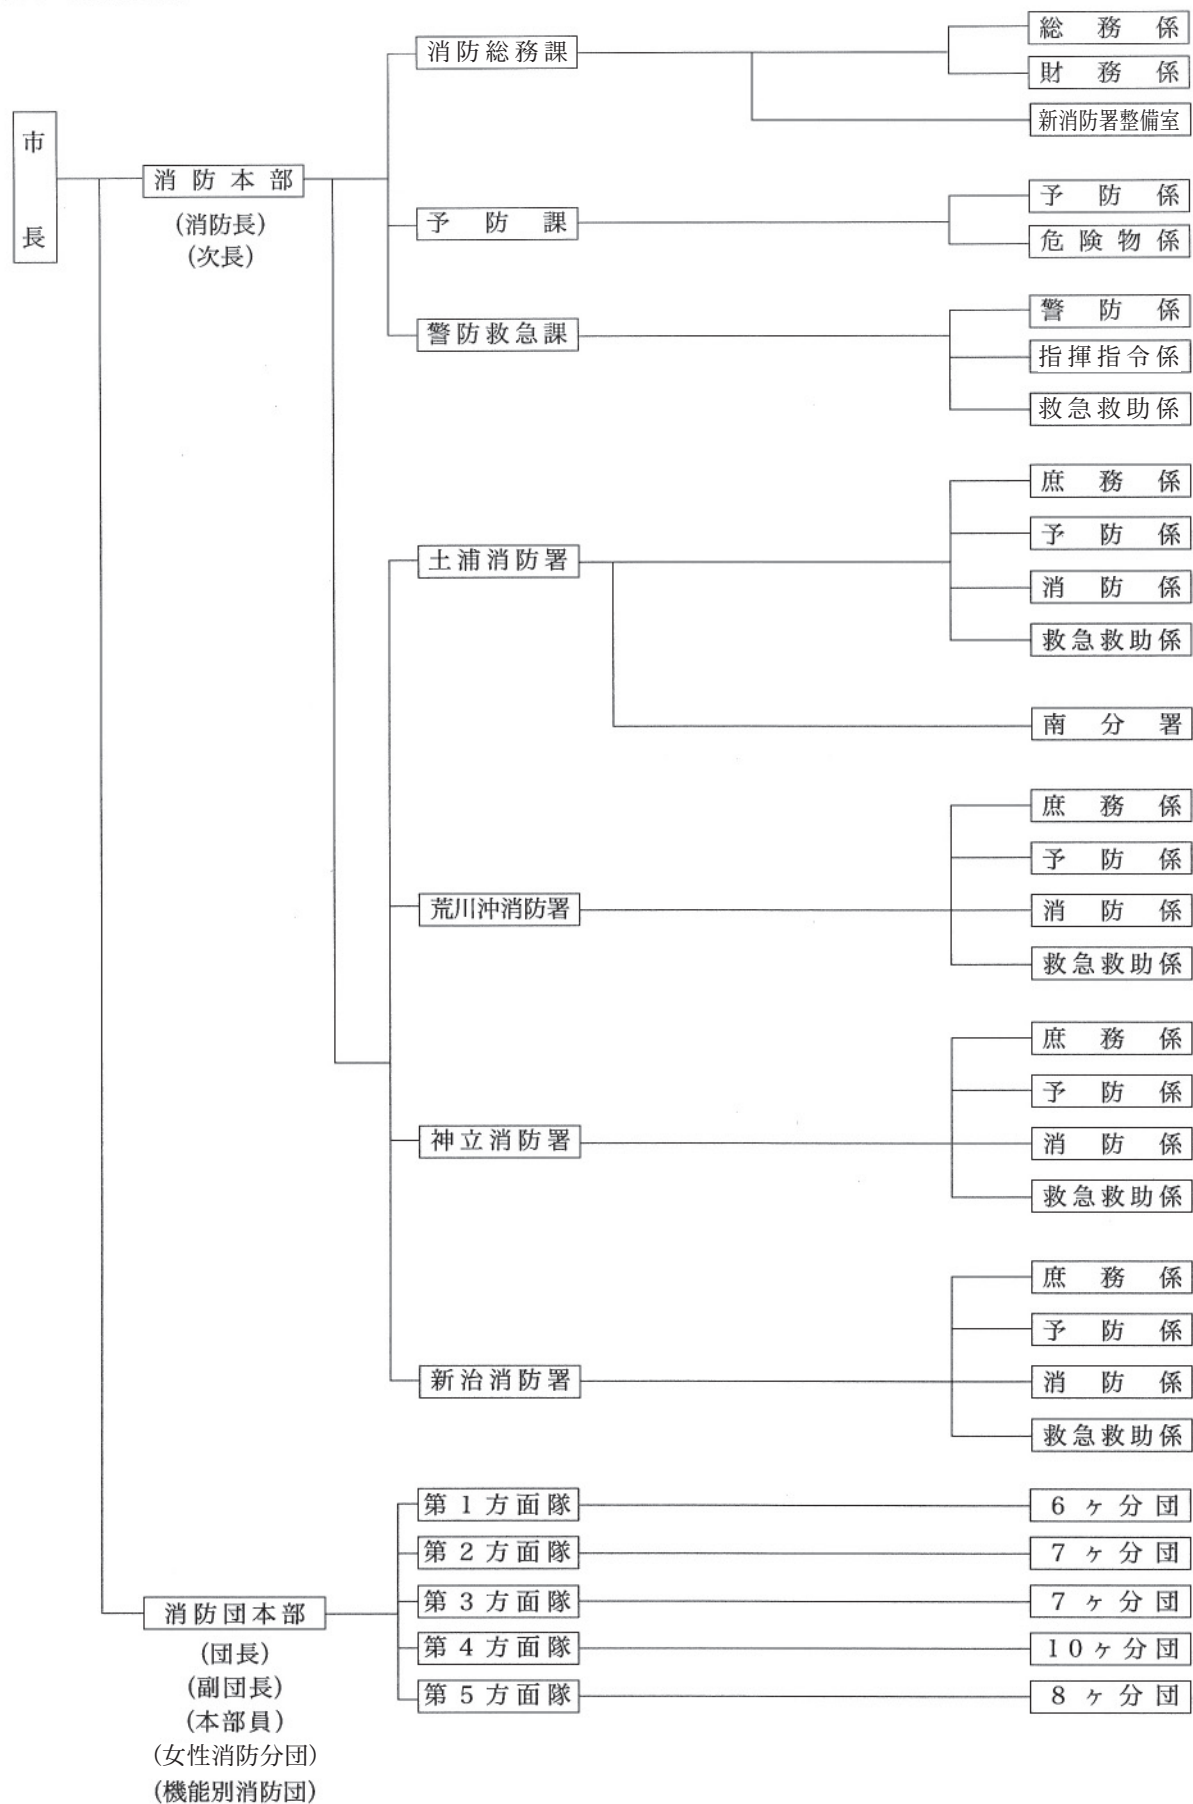 市長
消防本部
(消防長)
(次長)
消防総務課
総務係
財務係
新消防署整備室
予防課
予防係
危険物係
警防救急課
警防係
指揮指令係
救急救助係
土浦消防署
庶務係
予防係
消防係
救急救助係
南分署
荒川沖消防署
庶務係
予防係
消防係
救急救助係
神立消防署
庶務係
予防係
消防係
救急救助係
新治消防署
庶務係
予防係
消防係
救急救助係
消防団本部
(団長)
(副団長)
(本部員)
(女性消防分団)
(機能別消防団)
第1方面隊
6ヶ分団
第2方面隊
7ヶ分団
第3方面隊
7ヶ分団
第4方面隊
10ヶ分団
第5方面隊
8ヶ分団